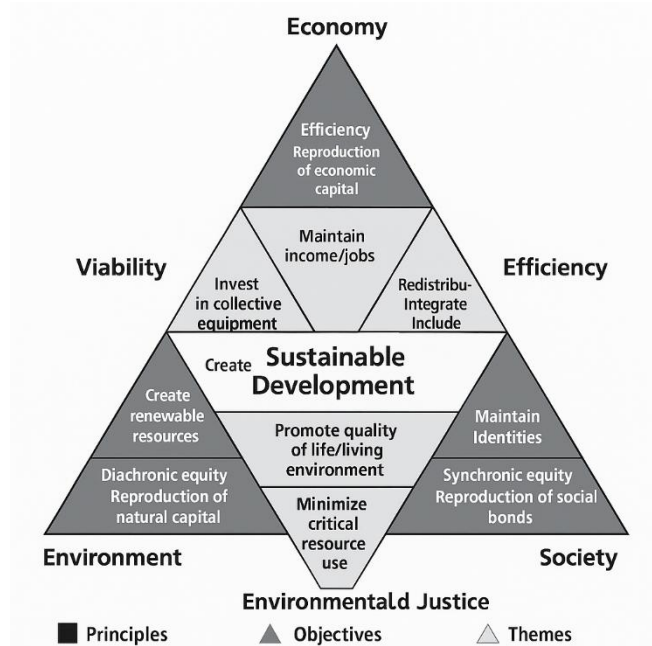 Economy
Efficiency
Reproduction
of economic
capital
Maintain
income/jobs
Viability
Efficiency
Invest
in collective
equipment
Redistribu-
Integrate
Include
Create
Sustainable
Development
Create
renewable
resources
Promote quality
of life/living
environment
Maintain
Identities
Diachronic equity
Reproduction of
natural capital
Minimize
critical
resource
use
Synchronic equity
Reproduction of social
bonds
Environment
Society
Environmentald Justice
Principles
Objectives
Themes